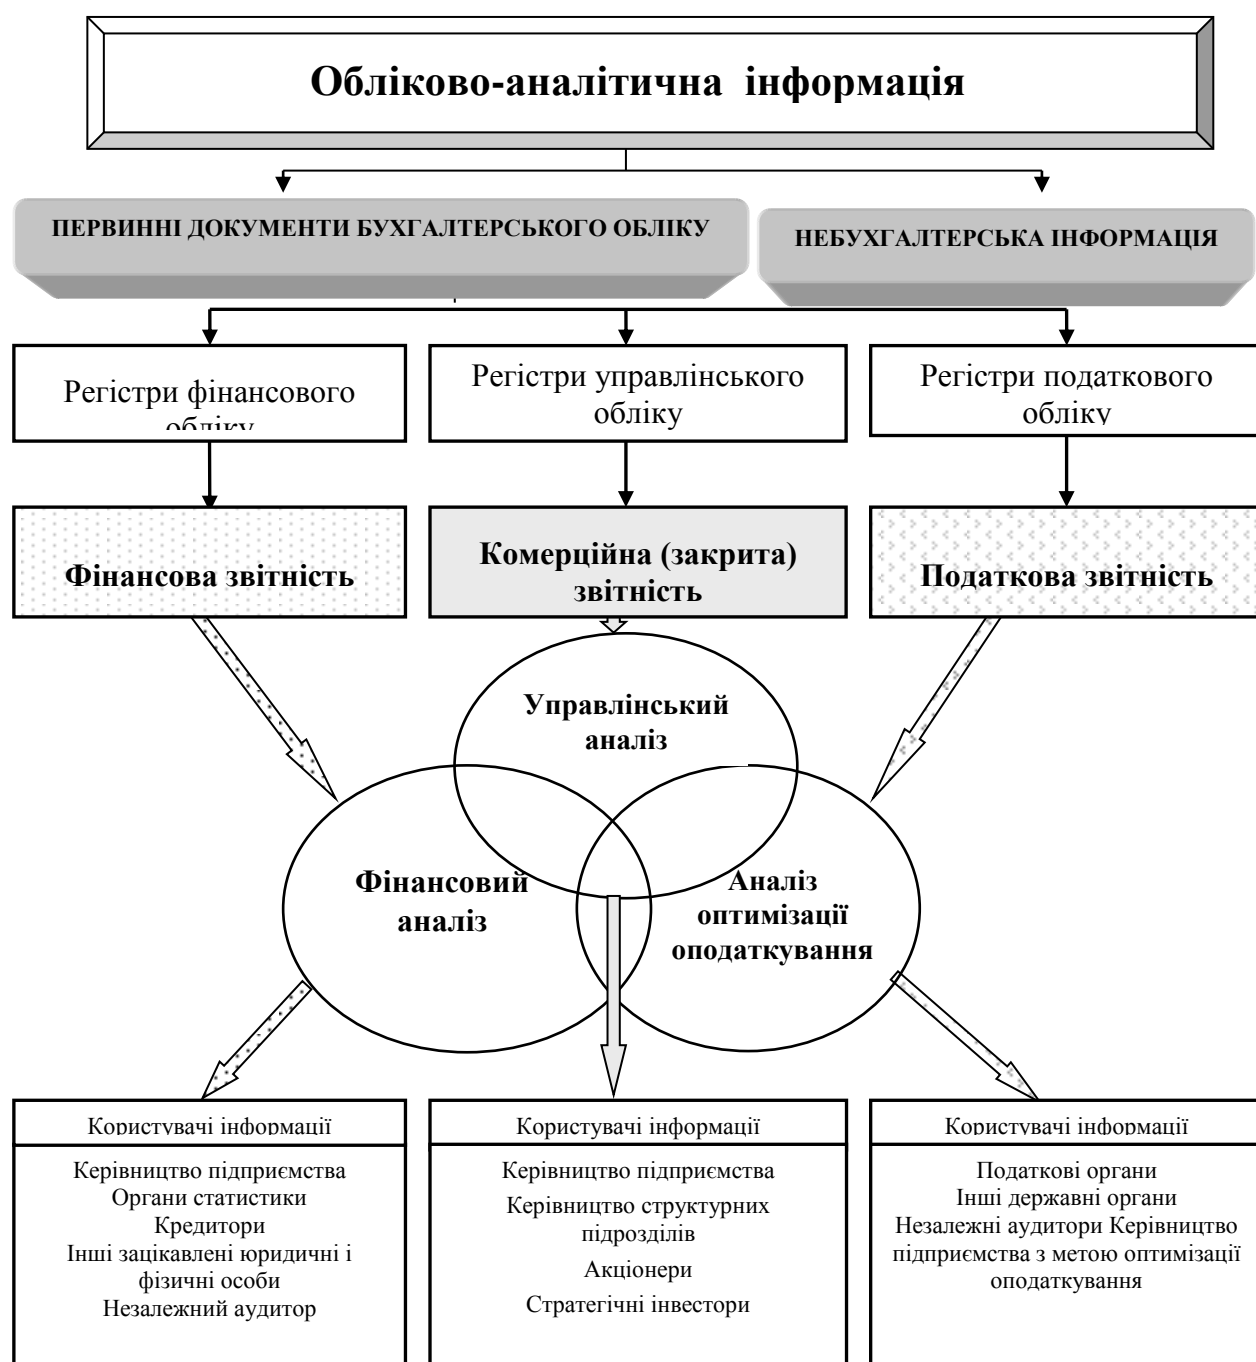 Обліково-аналітична інформація
ПЕРВИННІ ДОКУМЕНТИ БУХГАЛТЕРСЬКОГО ОБЛІКУ
НЕБУХГАЛТЕРСЬКА ІНФОРМАЦІЯ
Регістри фінансового
обліку
Регістри управлінського
обліку
Регістри податкового
обліку
Фінансова звітність
Комерційна (закрита)
звітність
Податкова звітність
Управлінський
аналіз
Фінансовий
аналіз
Аналіз
оптимізації
оподаткування
Користувачі інформації
Керівництво підприємства
Органи статистики
Кредитори
Інші зацікавлені юридичні і
фізичні особи
Незалежний аудитор
Користувачі інформації
Керівництво підприємства
Керівництво структурних
підрозділів
Акціонери
Стратегічні інвестори
Користувачі інформації
Податкові органи
Інші державні органи
Незалежні аудитори Керівництво
підприємства з метою оптимізації
оподаткування